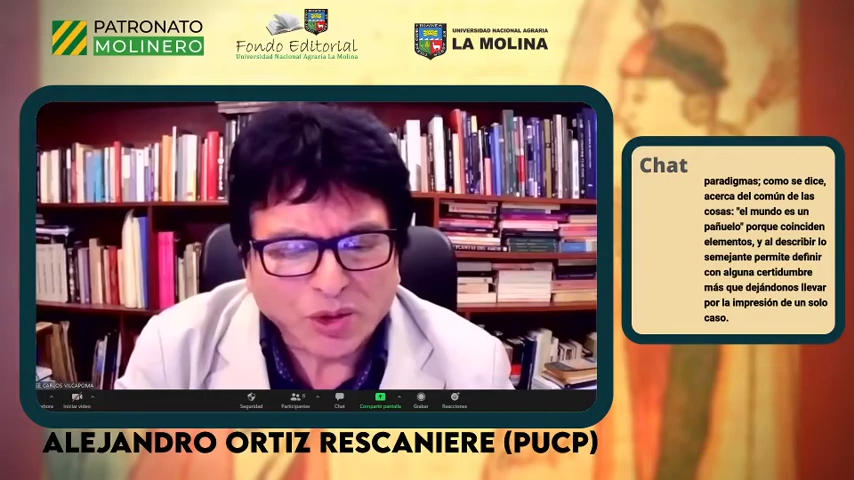 PATRONATO
MOLINERO
Fondo Editorial
Universidad Nacional Agraria La Molina
UNIVERSIDAD NACIONAL AGRARIA
LA MOLINA
Chat
paradigmas; como se dice,
acerca del común de las
cosas: "el mundo es un
pañuelo" porque coinciden
elementos, y al describir lo
semejante permite definir
con alguna certidumbre
más que dejándonos llevar
por la impresión de un solo
caso.
CARLOS VILCAPOMA
Iniciar video
Seguridad
Participantes
Chat
Compartir pantalla
Grabar
Reacciones
ALEJANDRO ORTIZ RESCANIERE (PUCP)